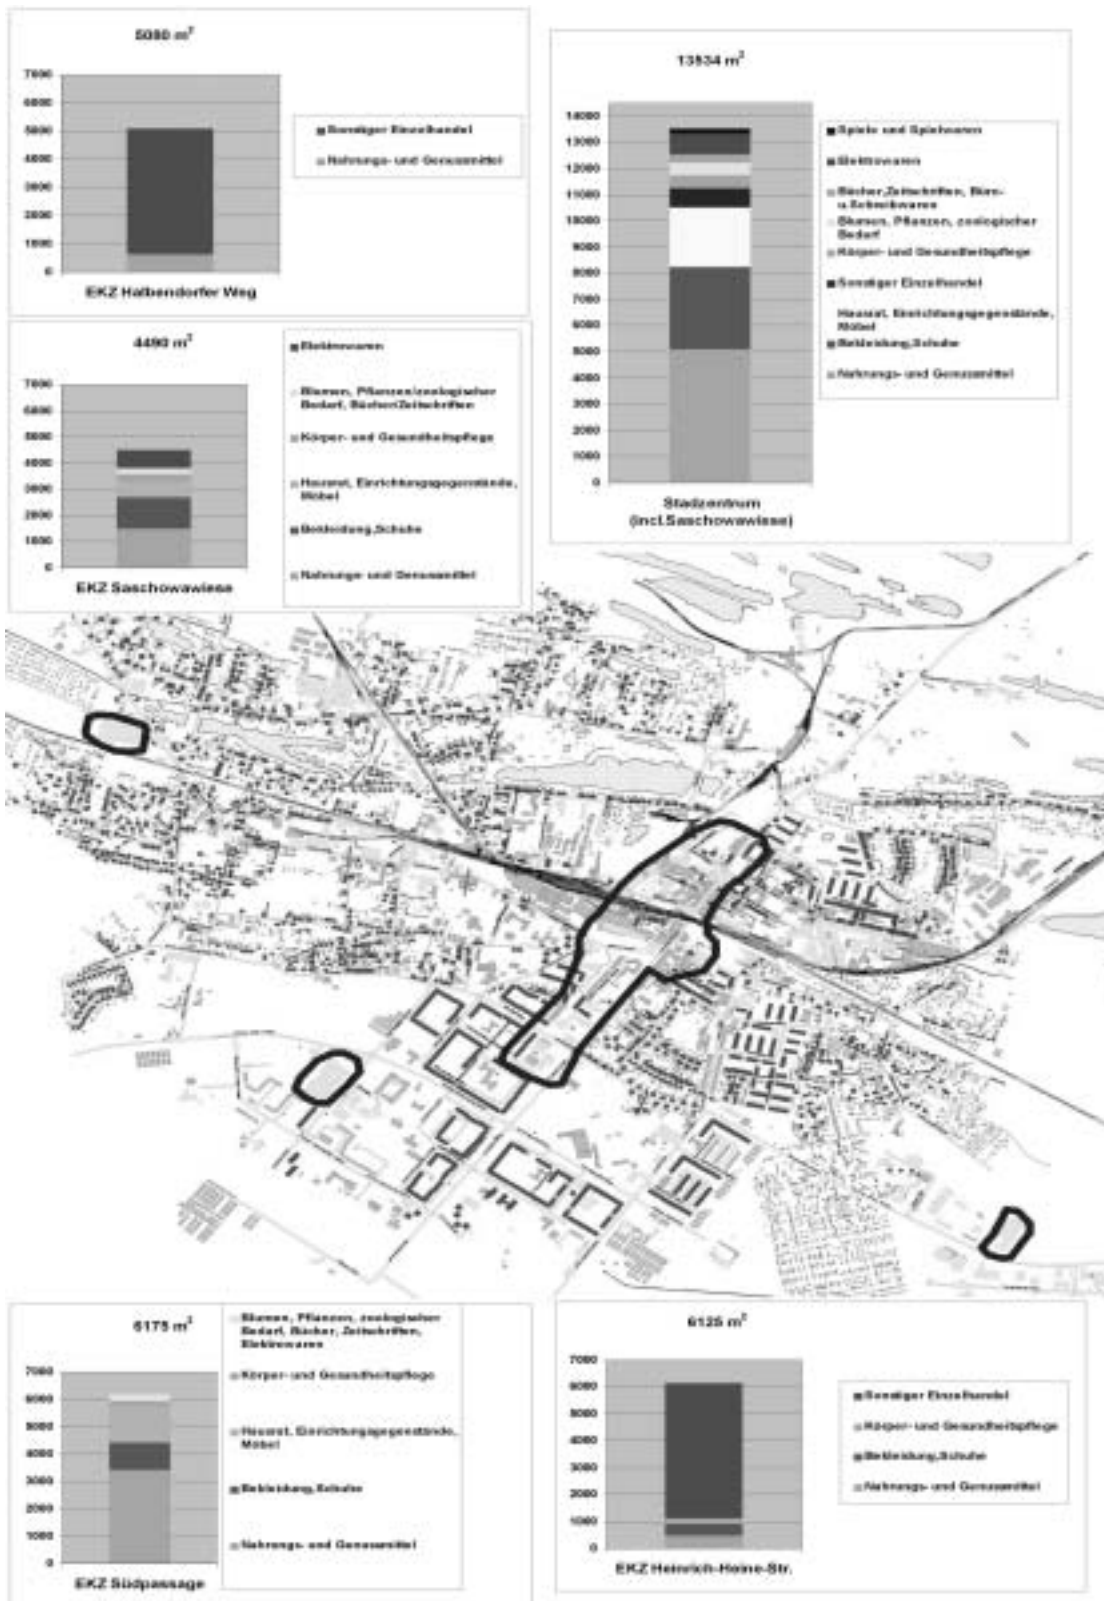 5080 m²
7000
6000
5000
4000
3000
2000
1000
0
EKZ Halbendorfer Weg
Sonstiger Einzelhandel
Nahrungs- und Genussmittel
13534 m²
14000
13000
12000
11000
10000
9000
8000
7000
6000
5000
4000
3000
2000
1000
0
Stadzentrum
(incl.Saschowawiese)
Spiele und Spielwaren
Elektrowaren
Bücher,Zeitschriften, Büro-
u.Schreibwaren
Blumen, Pflanzen, zoologischer
Bedarf
Körper- und Gesundheitspflege
Sonstiger Einzelhandel
Hausrat, Einrichtungsgegenstände,
Möbel
Bekleidung,Schuhe
Nahrungs- und Genussmittel
4490 m²
7000
6000
5000
4000
3000
2000
1000
0
EKZ Saschowawiese
Elektrowaren
Blumen, Pflanzen/zoologischer
Bedarf, Bücher/Zeitschriften
Körper- und Gesundheitspflege
Hausrat, Einrichtungsgegenstände,
Möbel
Bekleidung,Schuhe
Nahrungs- und Genussmittel
6175 m²
7000
6000
5000
4000
3000
2000
1000
0
EKZ Südpassage
Blumen, Pflanzen, zoologischer
Bedarf, Bücher, Zeitschriften,
Elektrowaren
Körper- und Gesundheitspflege
Hausrat, Einrichtungsgegenstände,
Möbel
Bekleidung,Schuhe
Nahrungs- und Genussmittel
6125 m²
7000
6000
5000
4000
3000
2000
1000
0
EKZ Heinrich-Heine-Str.
Sonstiger Einzelhandel
Körper- und Gesundheitspflege
Bekleidung,Schuhe
Nahrungs- und Genussmittel